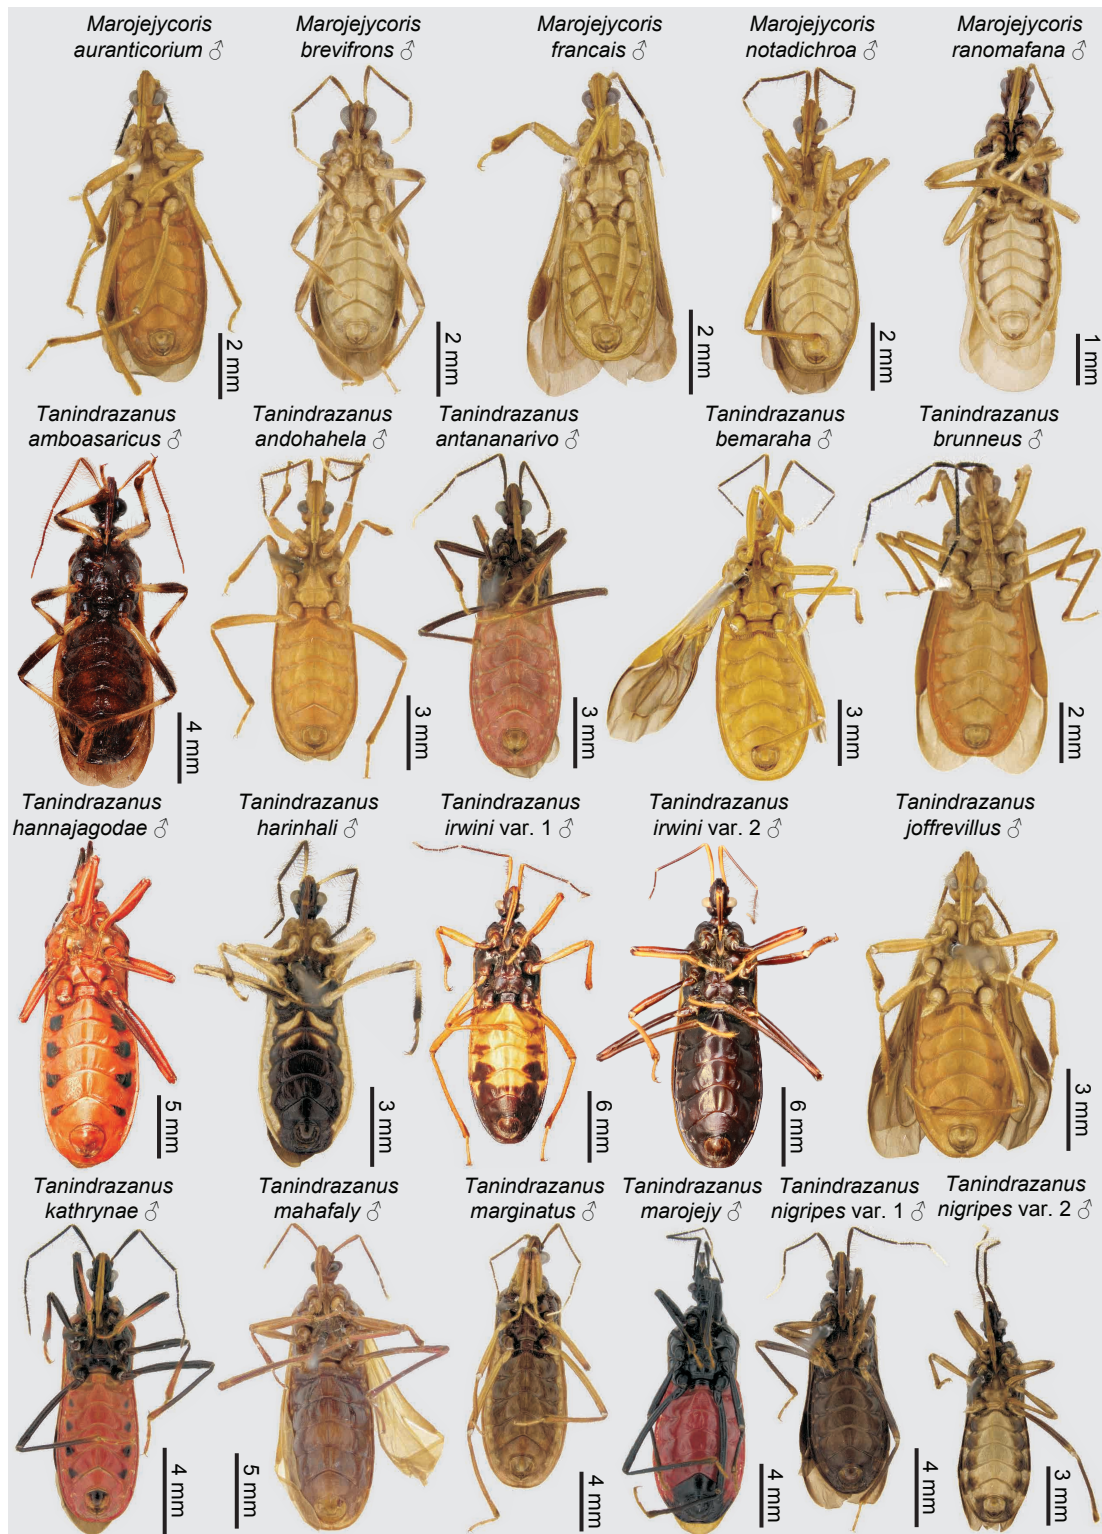 Marojejycoris
auranticorium ♂
Marojejycoris
brevifrons ♂
Marojejycoris
francais ♂
Marojejycoris
notadichroa ♂
Marojejycoris
ranomafana ♂
2 mm
2 mm
2 mm
2 mm
1 mm
Tanindrazanus
amboasaricus ♂
Tanindrazanus
andohahela ♂
Tanindrazanus
antananarivo ♂
Tanindrazanus
bemaraha ♂
Tanindrazanus
brunneus ♂
4 mm
3 mm
3 mm
3 mm
2 mm
Tanindrazanus
hannajagodae ♂
Tanindrazanus
harinhali ♂
Tanindrazanus
irwini var. 1 ♂
Tanindrazanus
irwini var. 2 ♂
Tanindrazanus
joffrevillus ♂
5 mm
3 mm
6 mm
6 mm
3 mm
Tanindrazanus
kathrynae ♂
Tanindrazanus
mahafaly ♂
Tanindrazanus
marginatus ♂
Tanindrazanus
marojejy ♂
Tanindrazanus
nigripes var. 1 ♂
Tanindrazanus
nigripes var. 2 ♂
4 mm
5 mm
4 mm
4 mm
4 mm
3 mm